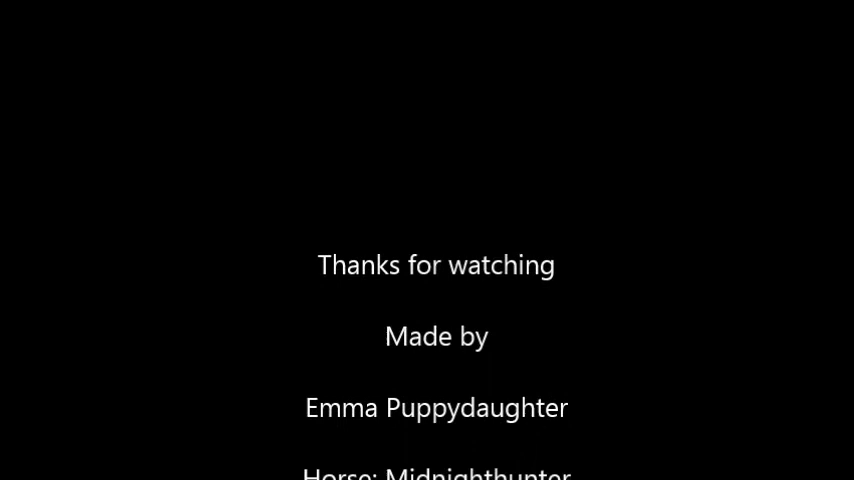 Thanks for watching
Made by
Emma Puppydaughter
Horse: Midnighthunter